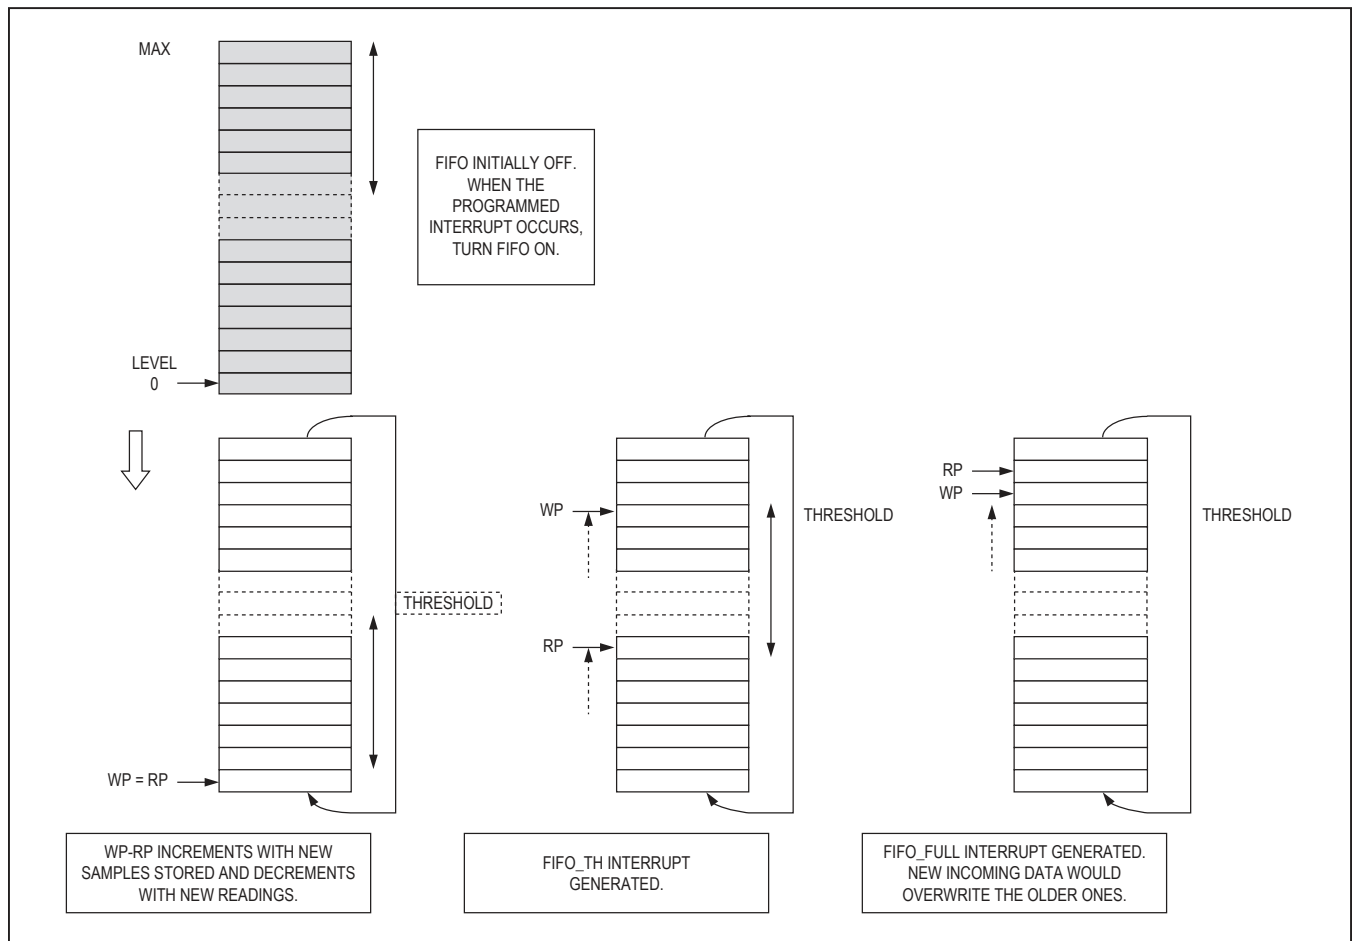 MAX
FIFO INITIALLY OFF.
WHEN THE
PROGRAMMED
INTERRUPT OCCURS,
TURN FIFO ON.
LEVEL
0
THRESHOLD
WP = RP
WP-RP INCREMENTS WITH NEW
SAMPLES STORED AND DECREMENTS
WITH NEW READINGS.
WP
THRESHOLD
RP
FIFO_TH INTERRUPT
GENERATED.
RP
WP
THRESHOLD
FIFO_FULL INTERRUPT GENERATED.
NEW INCOMING DATA WOULD
OVERWRITE THE OLDER ONES.